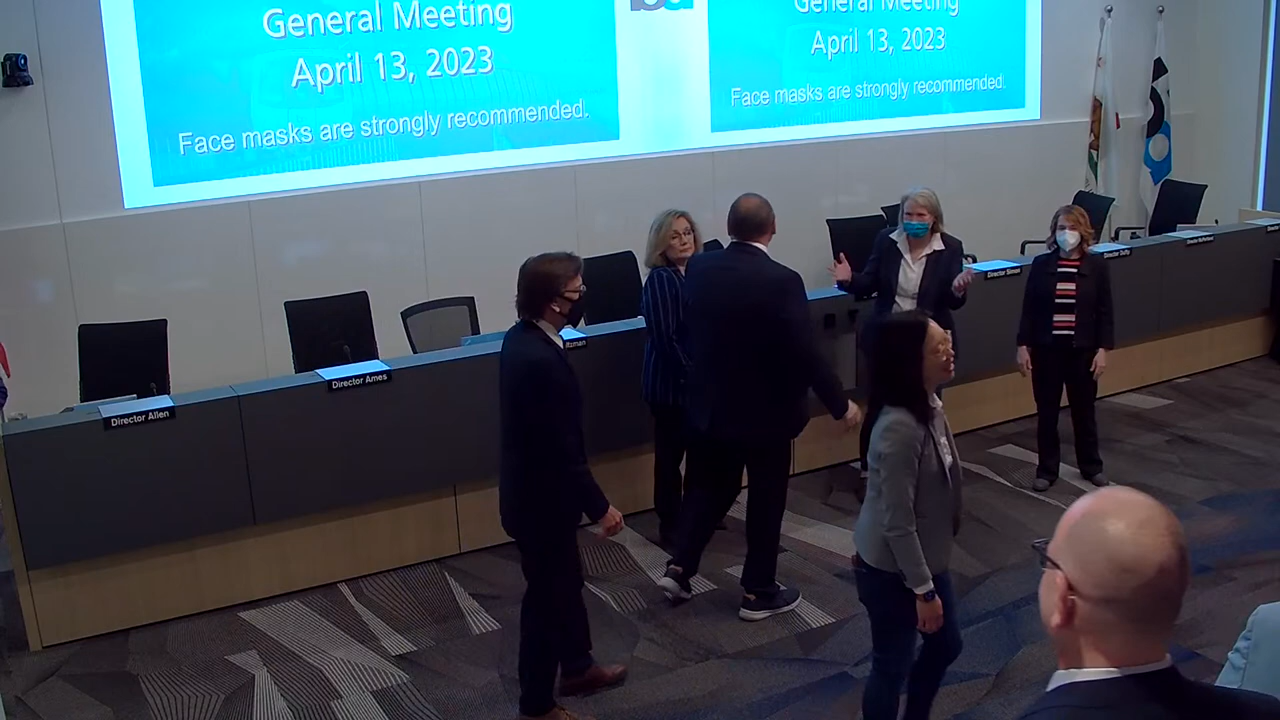 General Meeting
April 13, 2023
Face masks are strongly recommended.
General Meeting
April 13, 2023
Face masks are strongly recommended.
Director Allen
Director Ames
Director Simon
Director Duffy